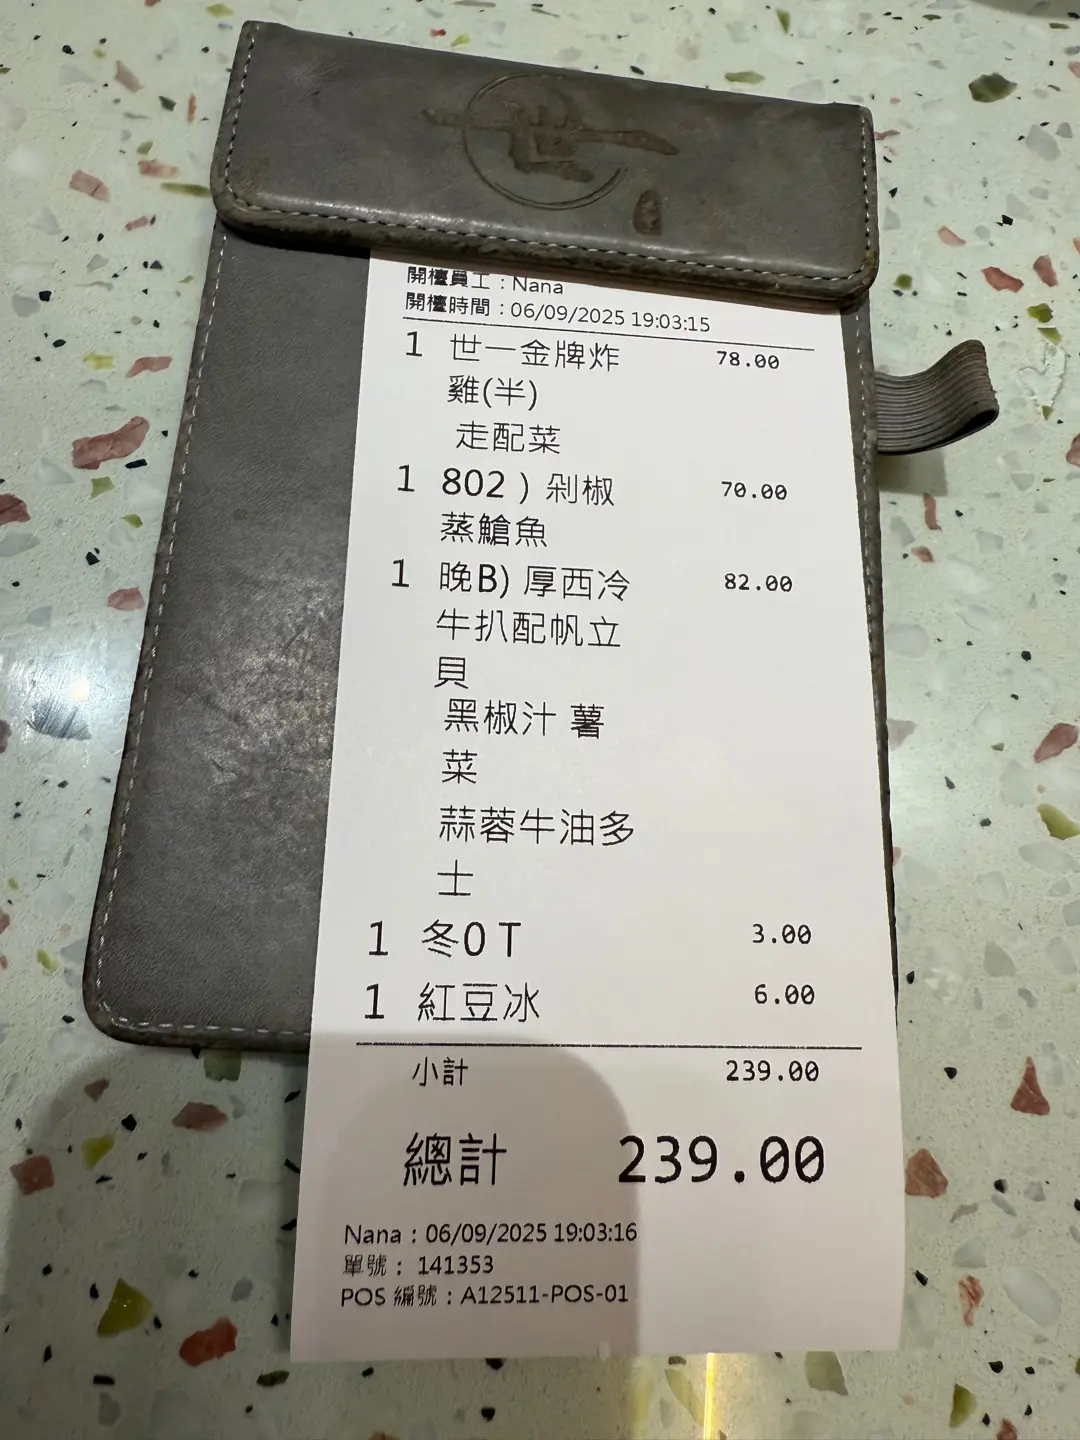 世一
開檯員工：Nana
開檯時間：06/09/2025 19:03:15
1 世一金牌炸 78.00
雞(半)
走配菜
1 802）剁椒 70.00
蒸鱠魚
1 晚B) 厚西冷 82.00
牛扒配帆立
貝
黑椒汁 薯
菜
蒜蓉牛油多
士
1 冬0T 3.00
1 紅豆冰 6.00
小計 239.00
總計 239.00
Nana：06/09/2025 19:03:16
單號： 141353
POS 編號：A12511-POS-01